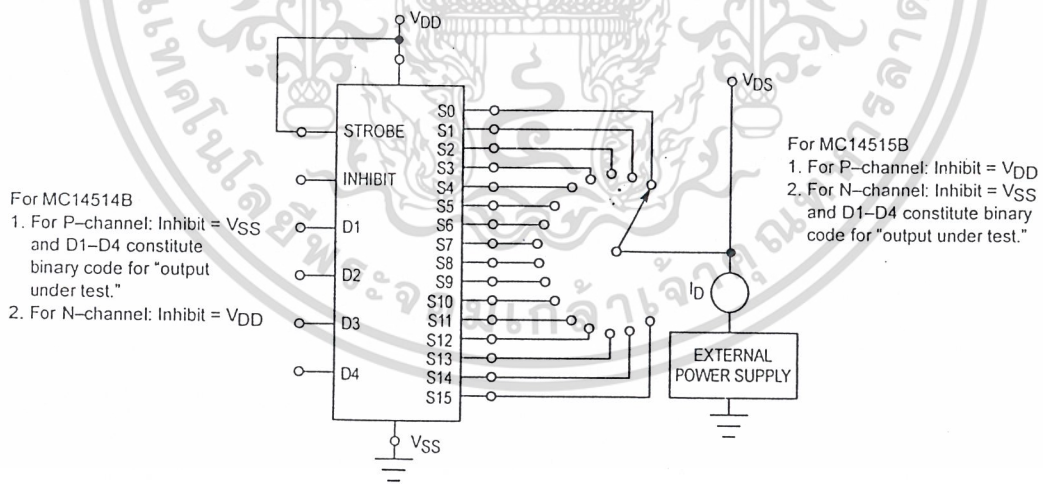 VDD
STROBE
INHIBIT
D1
D2
D3
D4
S0
S1
S2
S3
S4
S5
S6
S7
S8
S9
S10
S11
S12
S13
S14
S15
VSS
For MC14514B
1. For P–channel: Inhibit = VSS
and D1–D4 constitute
binary code for "output
under test."
2. For N–channel: Inhibit = VDD
VDS
For MC14515B
1. For P–channel: Inhibit = VDD
2. For N–channel: Inhibit = VSS
and D1–D4 constitute binary
code for "output under test."
ID
EXTERNAL
POWER SUPPLY